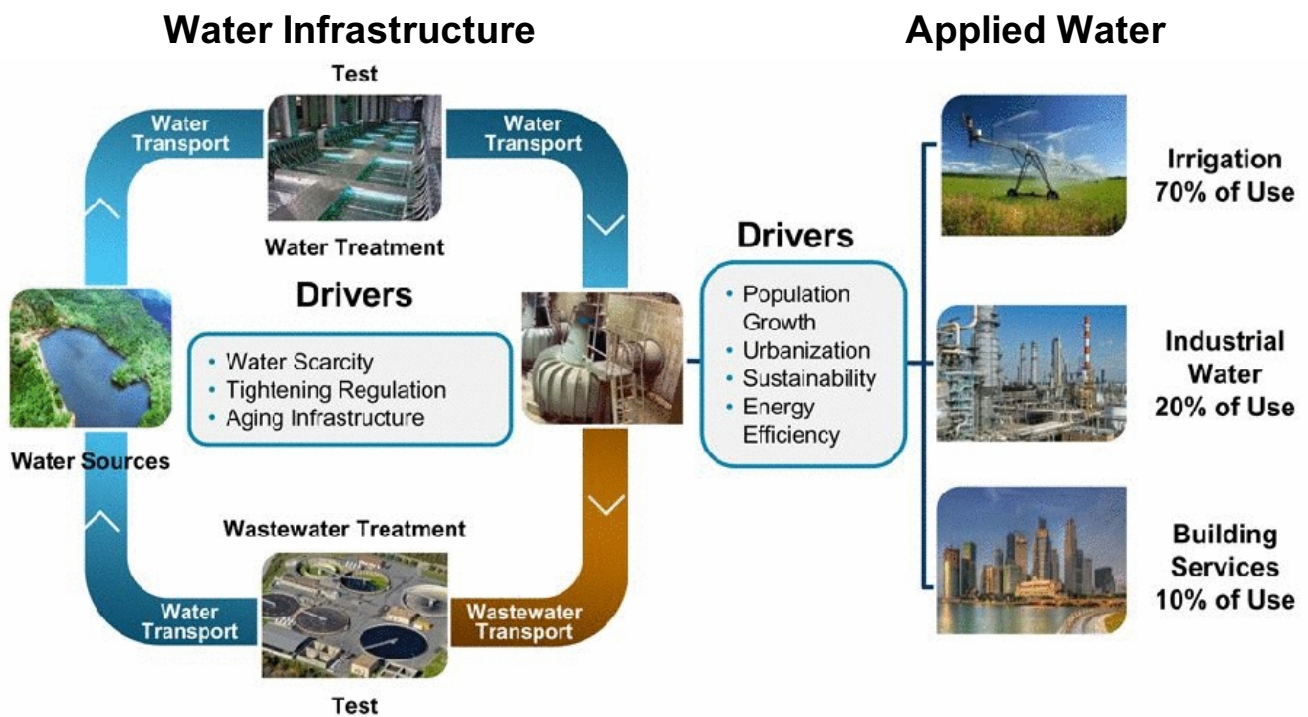 Water Infrastructure
Applied Water
Test
Water
Transport
Water
Transport
Water Treatment
Drivers
• Water Scarcity
• Tightening Regulation
• Aging Infrastructure
Water Sources
Wastewater Treatment
Water
Transport
Wastewater
Transport
Test
Drivers
• Population
Growth
• Urbanization
• Sustainability
• Energy
Efficiency
Irrigation
70% of Use
Industrial
Water
20% of Use
Building
Services
10% of Use